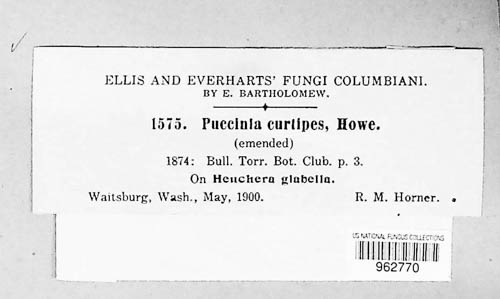 ELLIS AND EVERHARTS' FUNGI COLUMBIANI.
BY E. BARTHOLOMEW.
1575. Puccinia curtipes, Howe.
(emended)
1874: Bull. Torr. Bot. Club. p. 3.
On Heuchera glabella.
Waitsburg, Wash., May, 1900. R. M. Horner.
US NATIONAL FUNGUS COLLECTIONS
962770